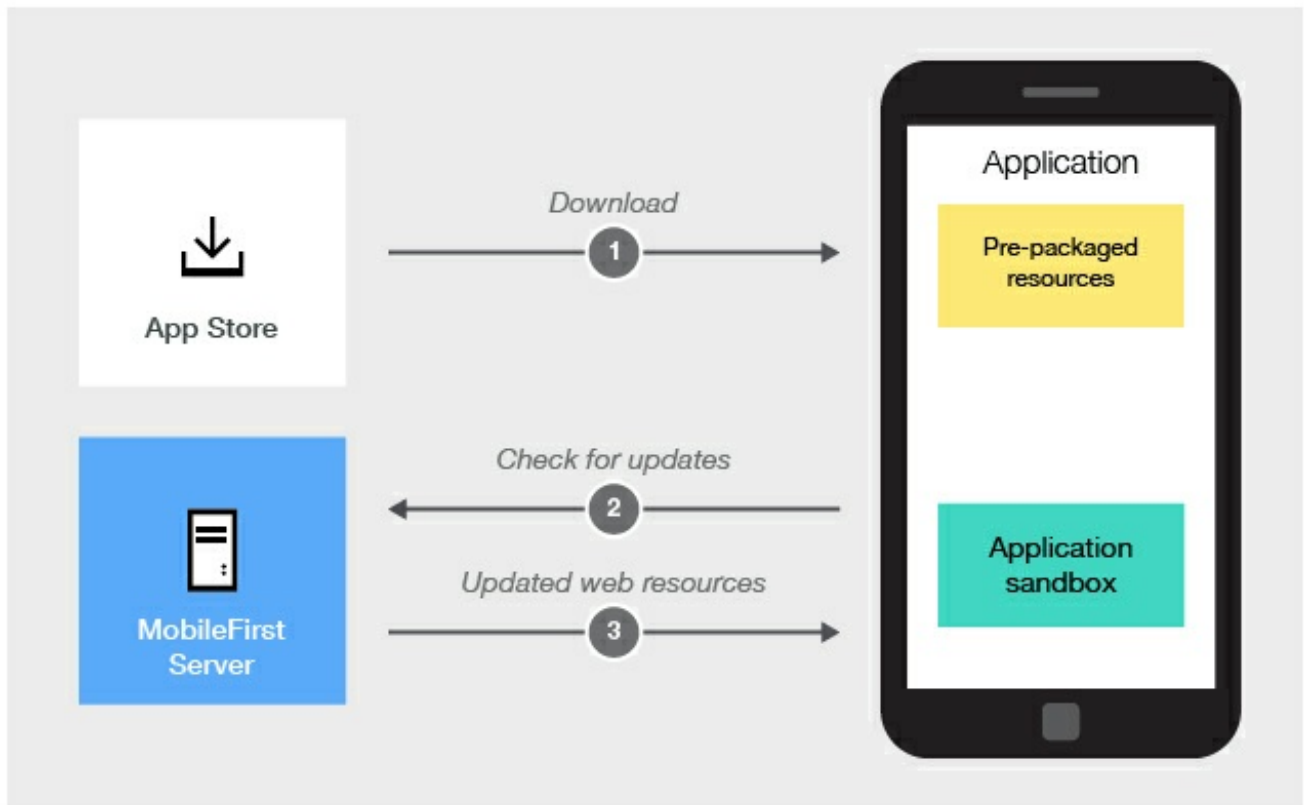 App Store
Download
1
Application
Pre-packaged
resources
MobileFirst
Server
Check for updates
2
Updated web resources
3
Application
sandbox